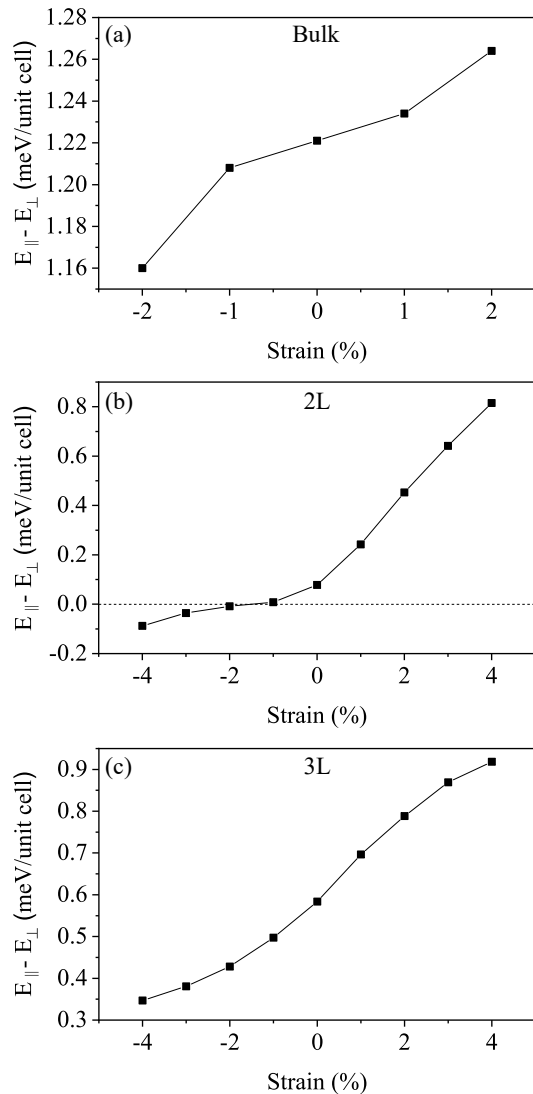 (a) Bulk
E∥- E⊥ (meV/unit cell)
1.28
1.26
1.24
1.22
1.20
1.18
1.16
-2 -1 0 1 2
Strain (%)
(b) 2L
E∥- E⊥ (meV/unit cell)
0.8
0.6
0.4
0.2
0.0
-0.2
-4 -2 0 2 4
Strain (%)
(c) 3L
E∥- E⊥ (meV/unit cell)
0.9
0.8
0.7
0.6
0.5
0.4
0.3
-4 -2 0 2 4
Strain (%)